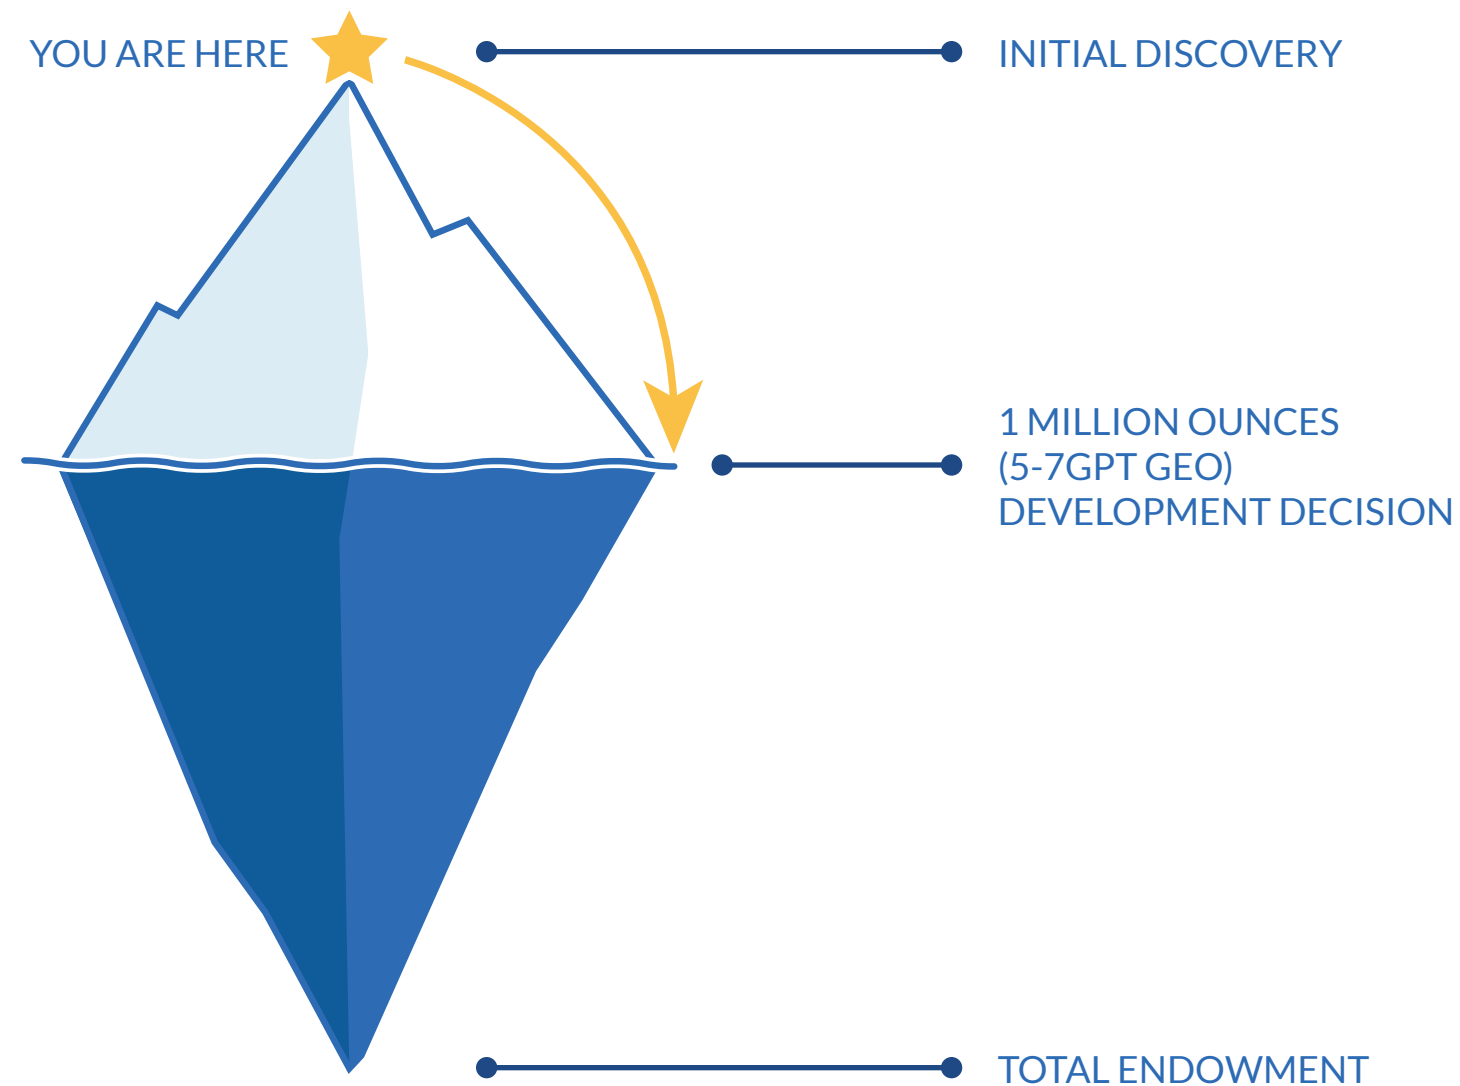 YOU ARE HERE
INITIAL DISCOVERY
1 MILLION OUNCES
(5-7GPT GEO)
DEVELOPMENT DECISION
TOTAL ENDOWMENT